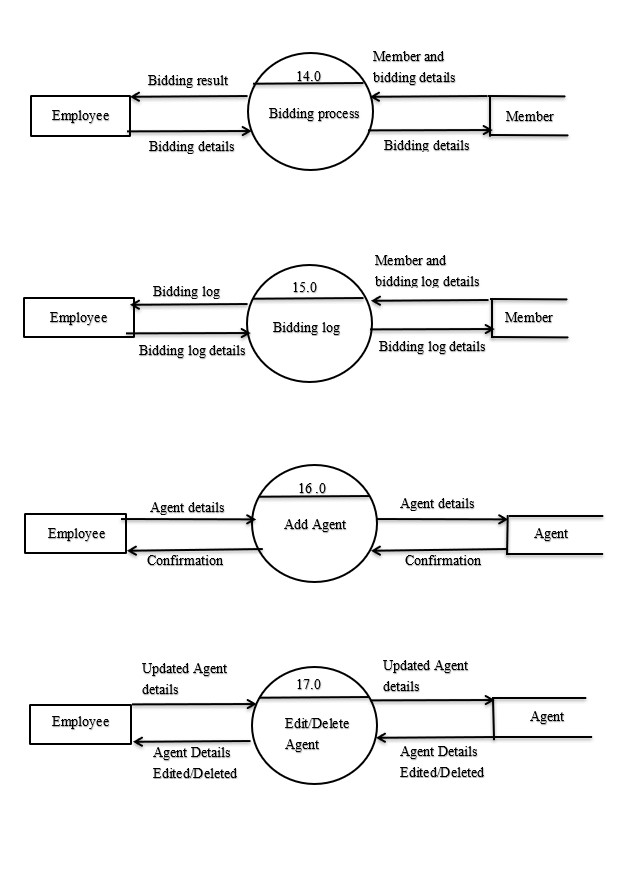 Member and
bidding details
14.0
Bidding result
Employee
Bidding process
Member
Bidding details
Bidding details
Member and
bidding log details
15.0
Bidding log
Employee
Bidding log
Member
Bidding log details
Bidding log details
16 .0
Agent details
Agent details
Employee
Add Agent
Agent
Confirmation
Confirmation
Updated Agent
details
17.0
Updated Agent
details
Employee
Edit/Delete
Agent
Agent
Agent Details
Edited/Deleted
Agent Details
Edited/Deleted